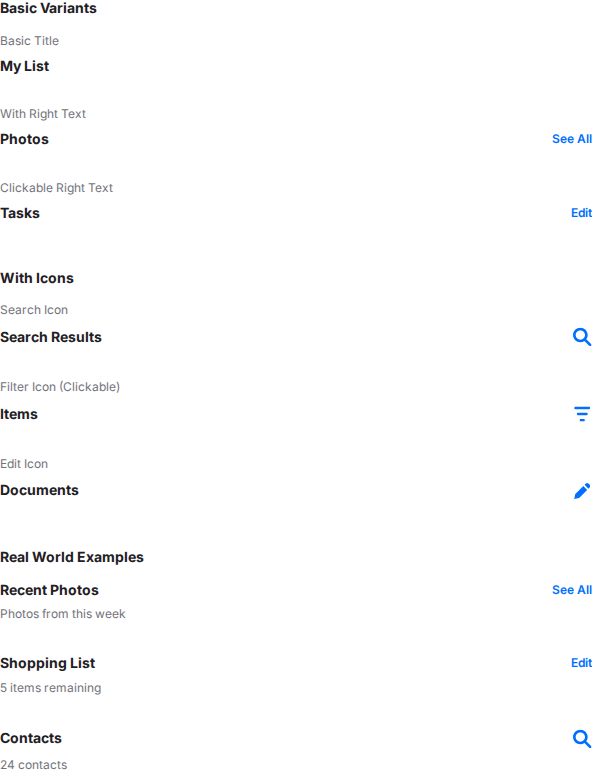 Basic Variants
Basic Title
My List
With Right Text
Photos See All
Clickable Right Text
Tasks Edit
With Icons
Search Icon
Search Results
Filter Icon (Clickable)
Items
Edit Icon
Documents
Real World Examples
Recent Photos See All
Photos from this week
Shopping List Edit
5 items remaining
Contacts
24 contacts